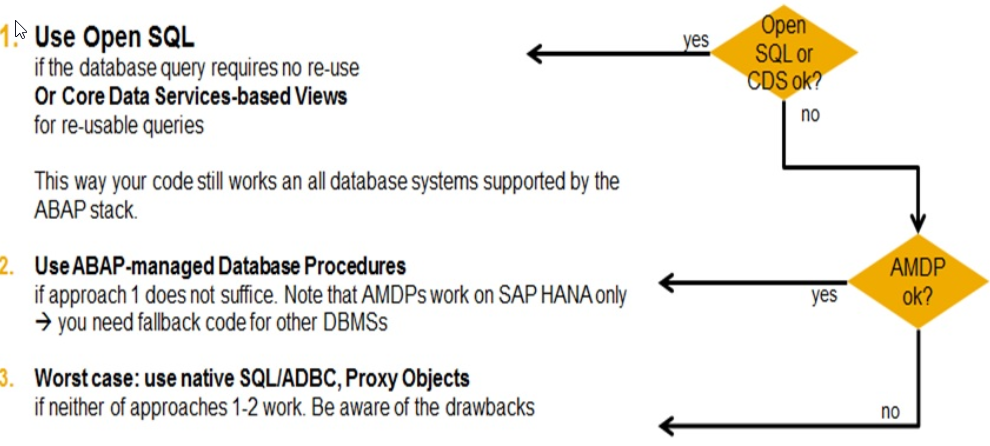 1. Use Open SQL
if the database query requires no re-use
Or Core Data Services-based Views
for re-usable queries
This way your code still works an all database systems supported by the
ABAP stack.
2. Use ABAP-managed Database Procedures
if approach 1 does not suffice. Note that AMDPs work on SAP HANA only
→ you need fallback code for other DBMSs
3. Worst case: use native SQL/ADBC, Proxy Objects
if neither of approaches 1-2 work. Be aware of the drawbacks
Open
SQL or
CDS ok?
yes
no
AMDP
ok?
yes
no